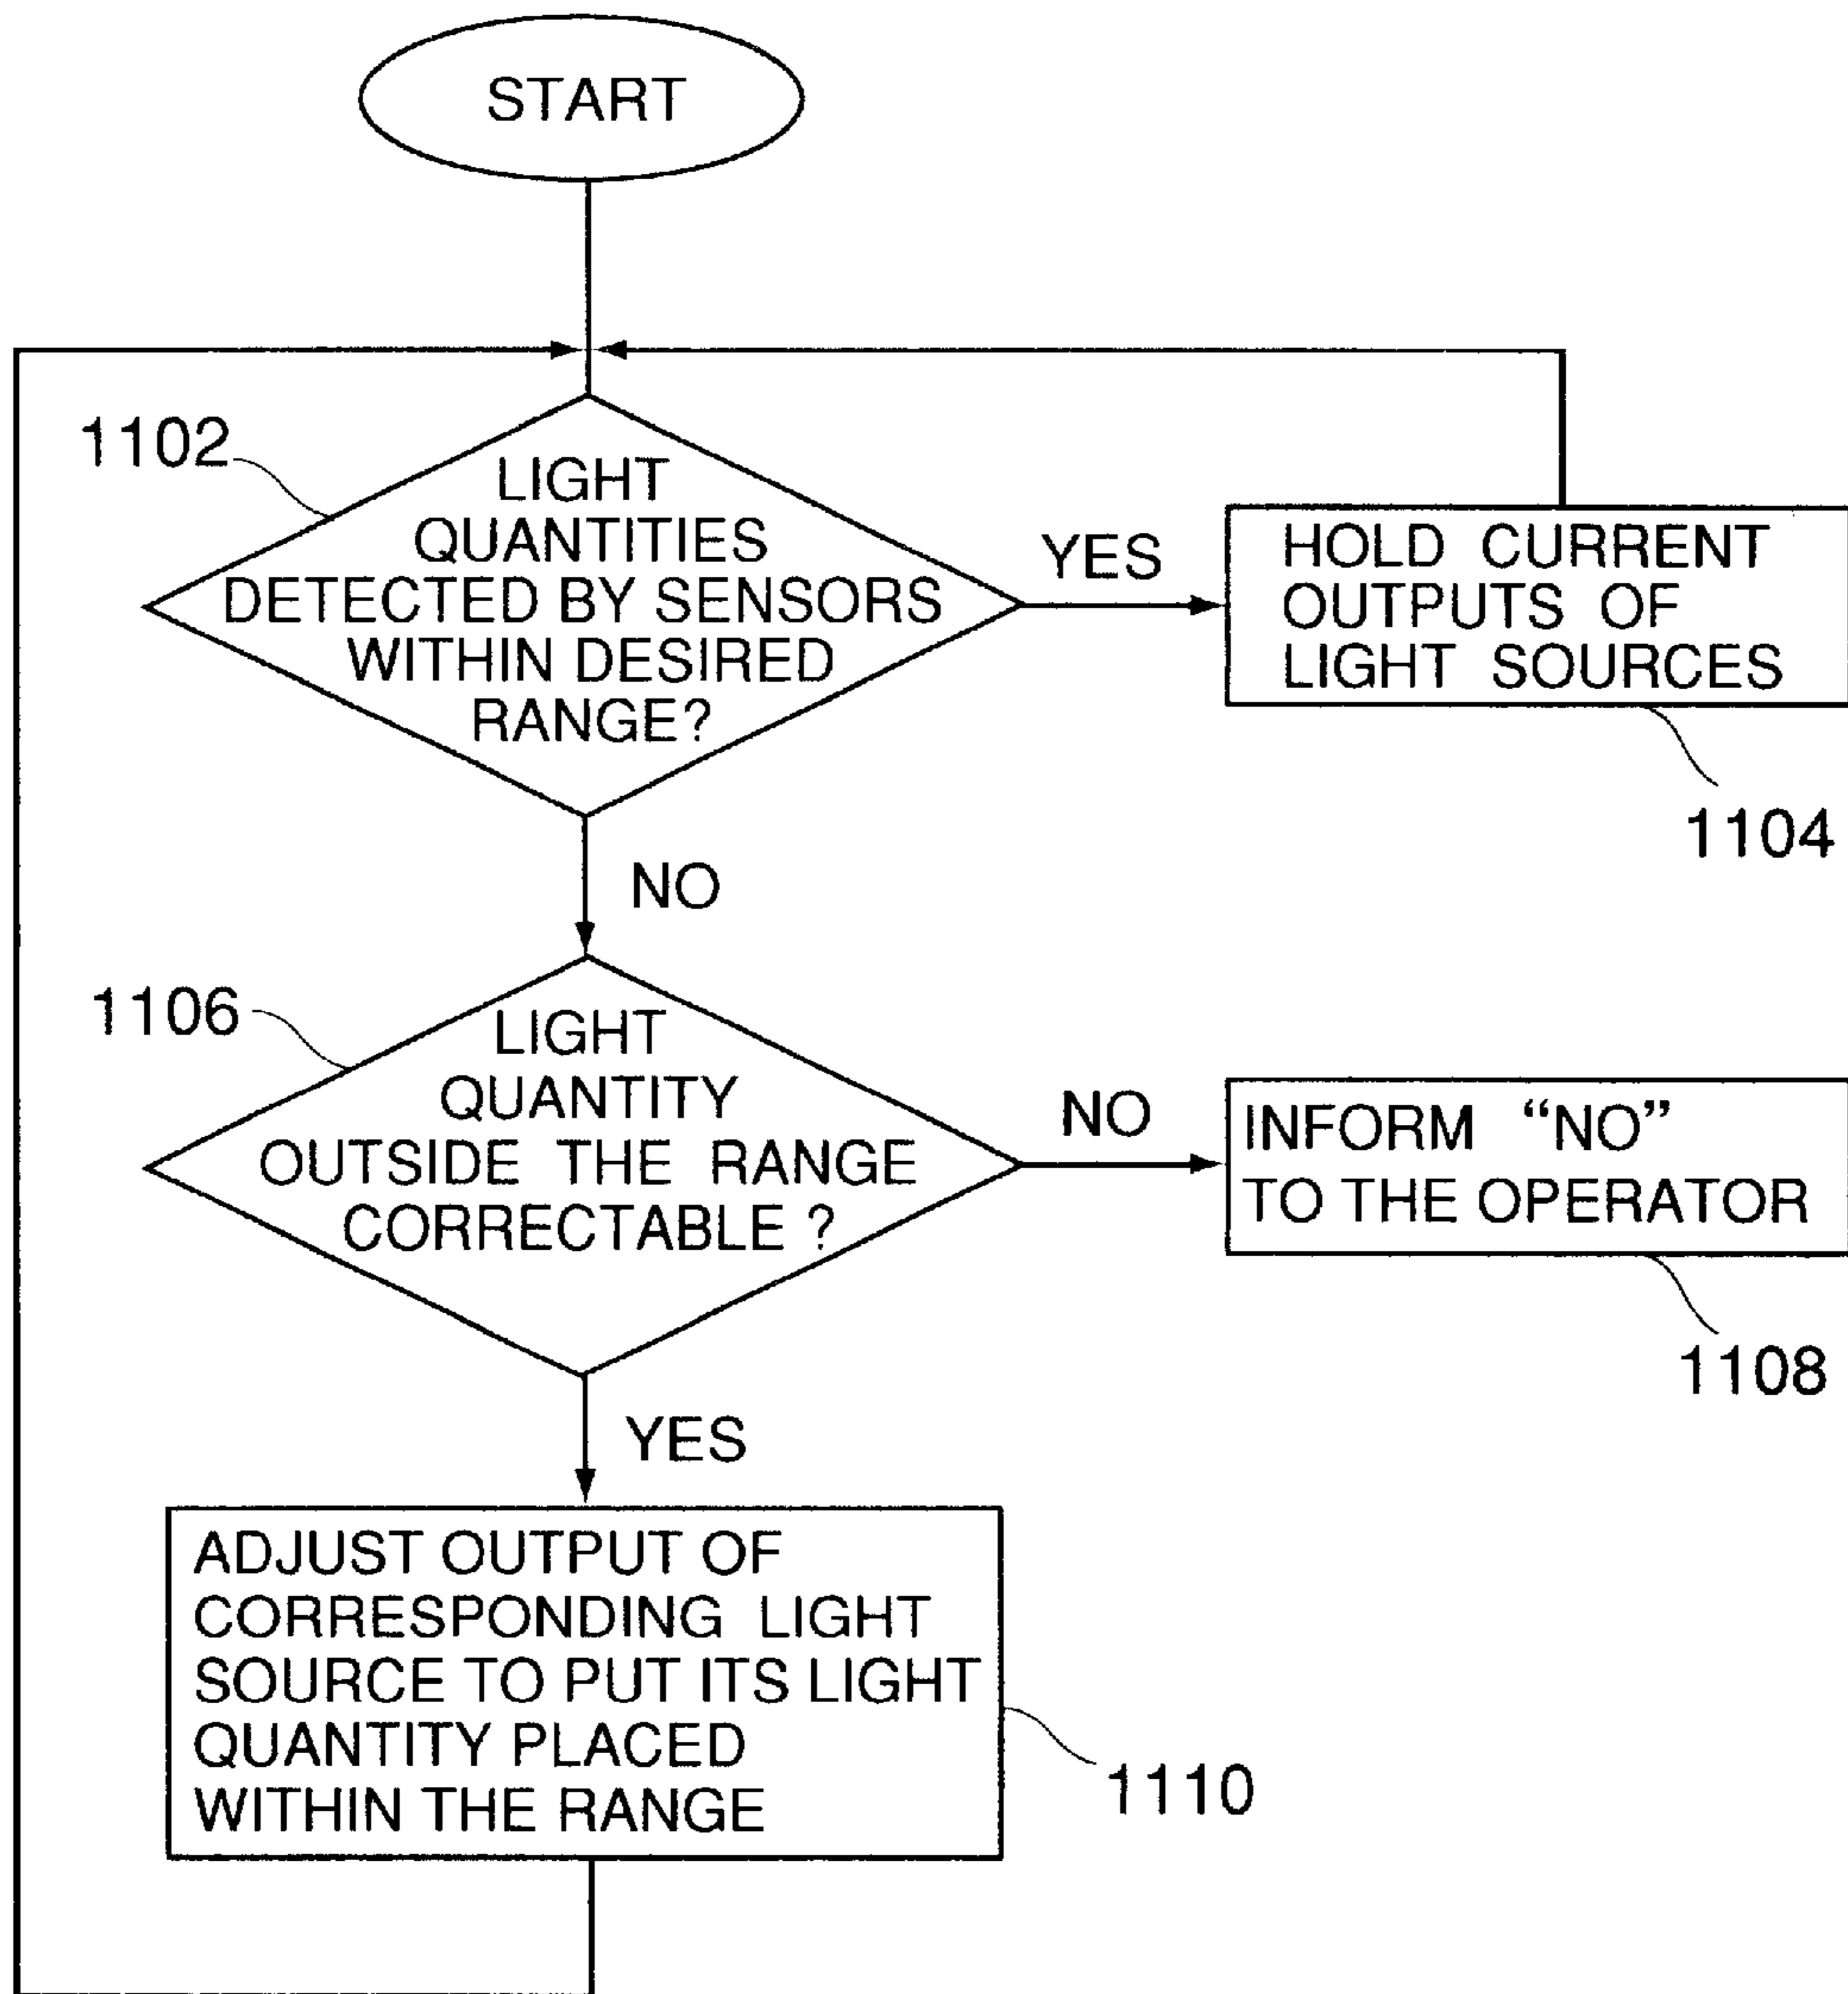 START
1102
LIGHT
QUANTITIES
DETECTED BY SENSORS
WITHIN DESIRED
RANGE?
YES
HOLD CURRENT
OUTPUTS OF
LIGHT SOURCES
1104
NO
1106
LIGHT
QUANTITY
OUTSIDE THE RANGE
CORRECTABLE ?
NO
INFORM “NO”
TO THE OPERATOR
1108
YES
ADJUST OUTPUT OF
CORRESPONDING LIGHT
SOURCE TO PUT ITS LIGHT
QUANTITY PLACED
WITHIN THE RANGE
1110